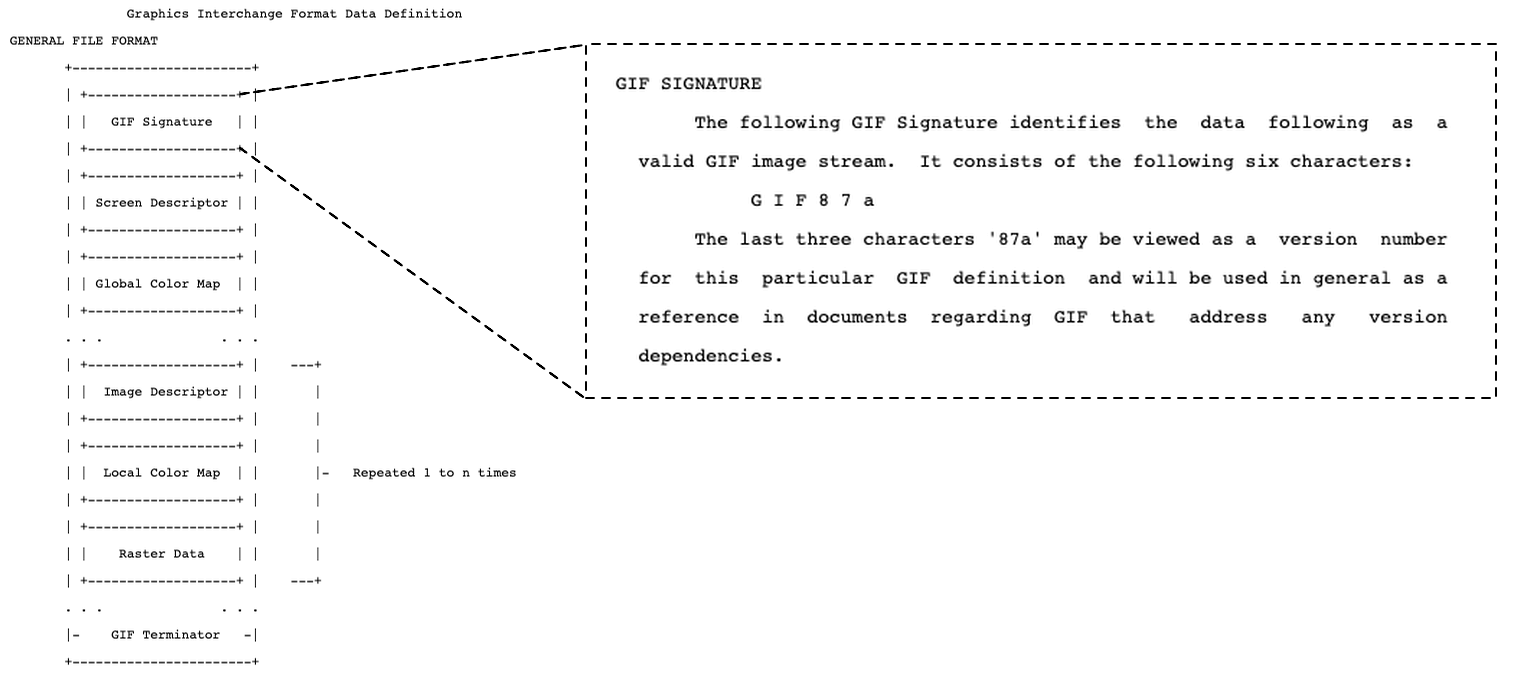 Graphics Interchange Format Data Definition
GENERAL FILE FORMAT
+-----------------------+
| +-------------------+ |
| |   GIF Signature   | |
| +-------------------+ |
| +-------------------+ |
| | Screen Descriptor | |
| +-------------------+ |
| +-------------------+ |
| | Global Color Map  | |
| +-------------------+ |
. . .               . . .
| +-------------------+ |    ---+
| |  Image Descriptor | |       |
| +-------------------+ |       |
| +-------------------+ |       |
| |  Local Color Map  | |       |-   Repeated 1 to n times
| +-------------------+ |       |
| +-------------------+ |       |
| |    Raster Data    | |       |
| +-------------------+ |    ---+
. . .               . . .
|-    GIF Terminator   -|
+-----------------------+
GIF SIGNATURE
The following GIF Signature identifies  the  data  following  as  a
valid GIF image stream.  It consists of the following six characters:
G I F 8 7 a
The last three characters '87a' may be viewed as a  version  number
for  this  particular  GIF  definition  and will be used in general as a
reference  in  documents  regarding  GIF  that   address   any   version
dependencies.